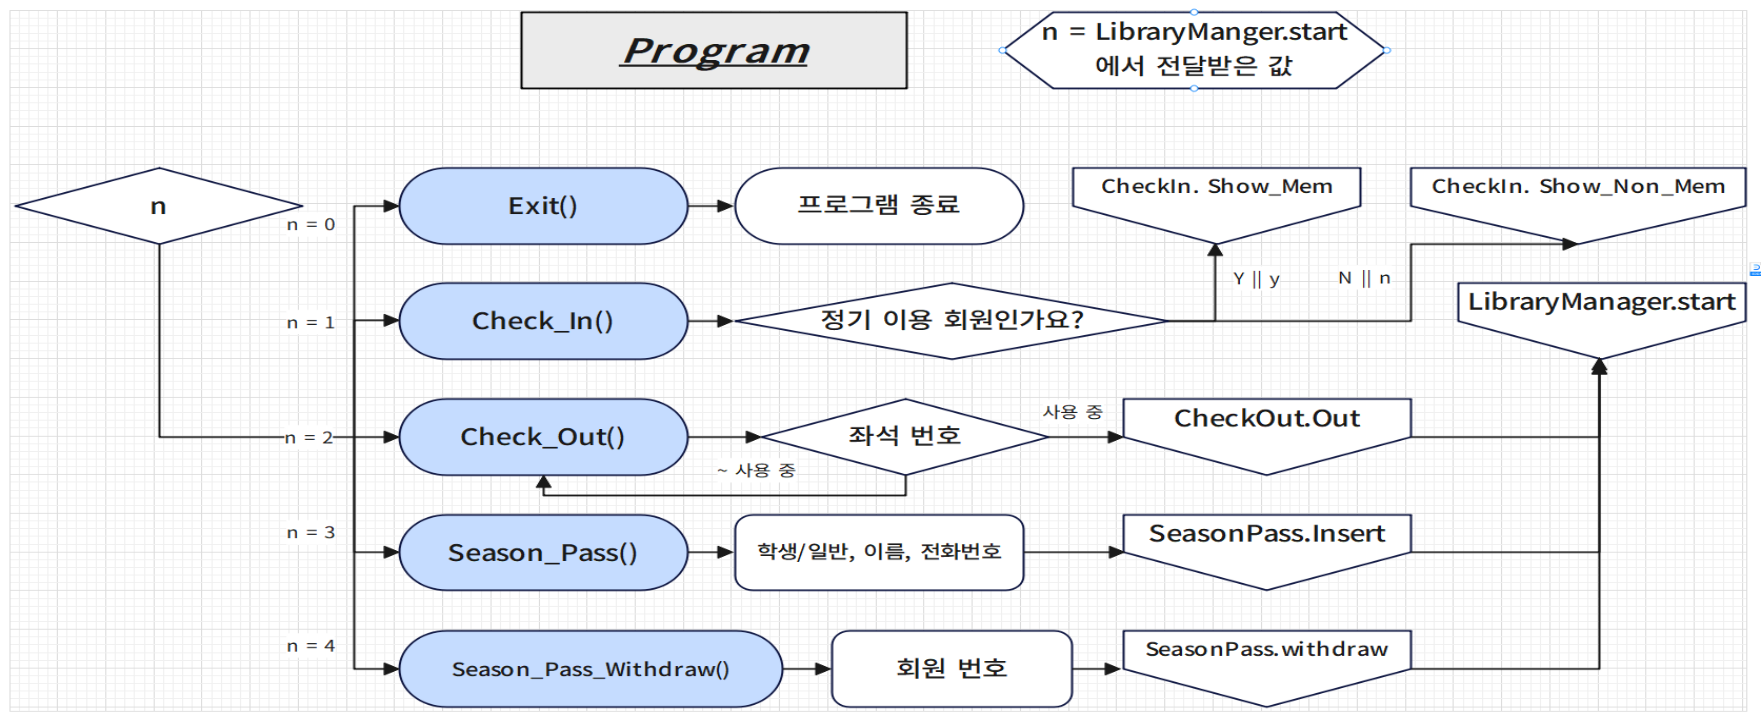 Program
n = LibraryManger.start
에서 전달받은 값
n
n = 0
Exit()
프로그램 종료
CheckIn. Show_Mem
CheckIn. Show_Non_Mem
n = 1
Check_In()
정기 이용 회원인가요?
Y || y
N || n
LibraryManager.start
n = 2
Check_Out()
좌석 번호
사용 중
CheckOut.Out
~ 사용 중
n = 3
Season_Pass()
학생/일반, 이름, 전화번호
SeasonPass.Insert
n = 4
Season_Pass_Withdraw()
회원 번호
SeasonPass.withdraw